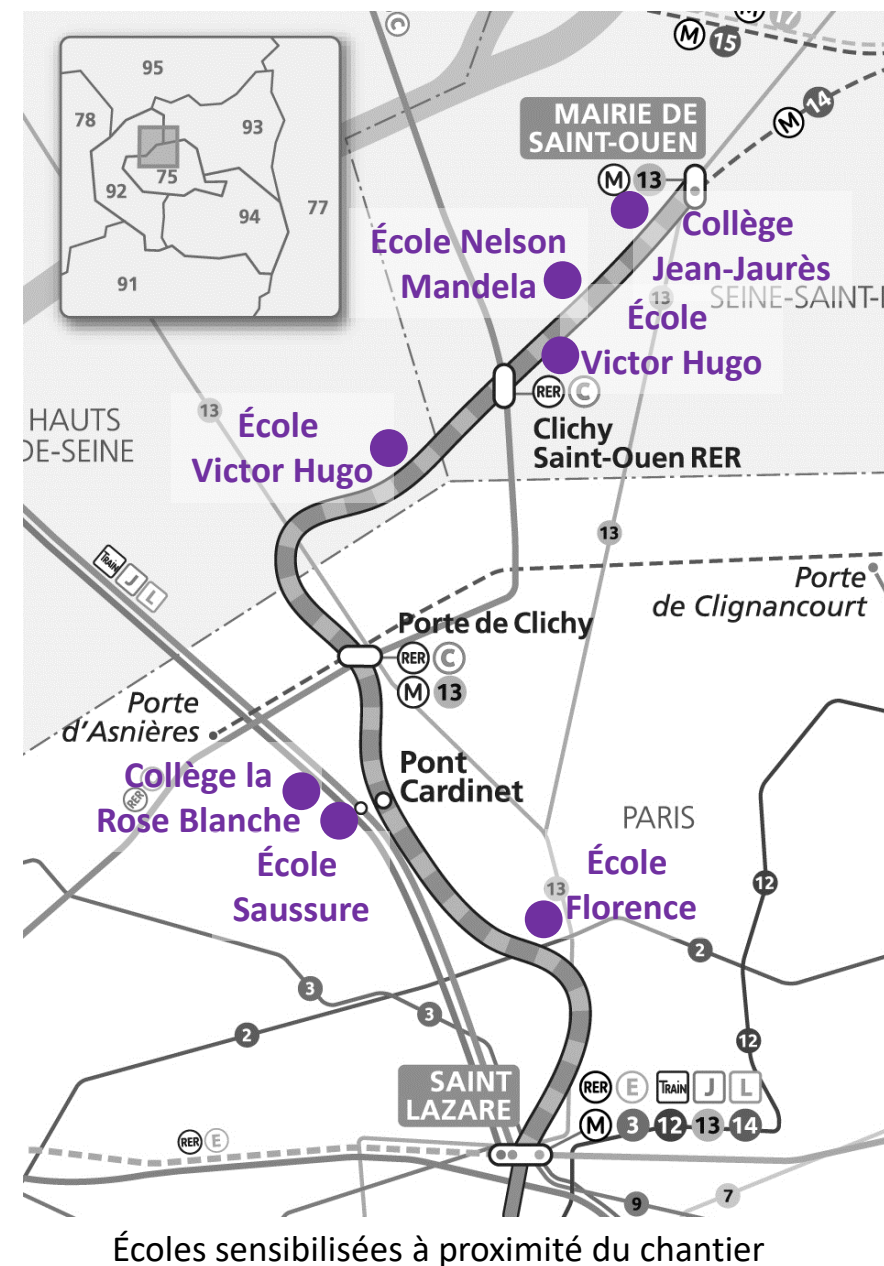 C
M 15
17
M 14
95
78
93
92
75
94
77
91
MAIRIE DE
SAINT-OUEN
M 13
Collège
Jean-Jaurès
École Nelson
Mandela
13
SEINE-SAINT-
École
Victor Hugo
RER C
Clichy
Saint-Ouen RER
HAUTS
DE-SEINE
13
École
Victor Hugo
13
TRAIN J L
Porte
de Clignancourt
Porte de Clichy
RER C
M 13
Porte
d'Asnières
Pont
Cardinet
Collège la
Rose Blanche
RER
École
Saussure
PARIS
École
Florence
13
12
2
3
3
2
12
SAINT
LAZARE
RER E TRAIN J L
M 3 12 13 14
RER E
9
7
Écoles sensibilisées à proximité du chantier